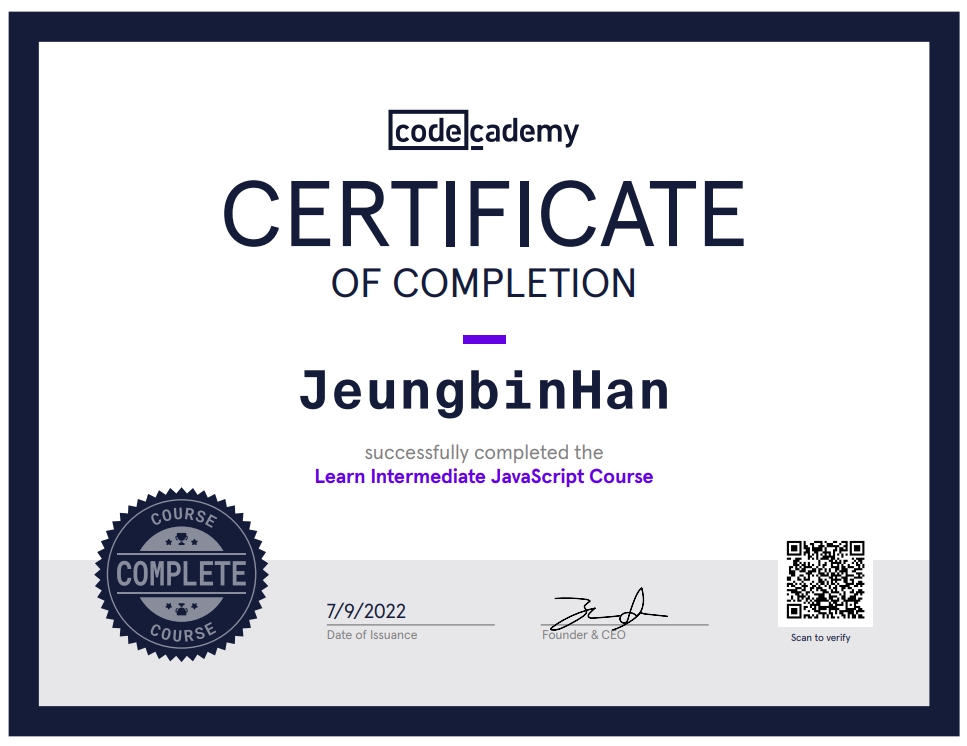 codecademy
CERTIFICATE
OF COMPLETION
JeungbinHan
successfully completed the
Learn Intermediate JavaScript Course
COURSE
COMPLETE
COURSE
7/9/2022
Date of Issuance
Founder & CEO
Scan to verify